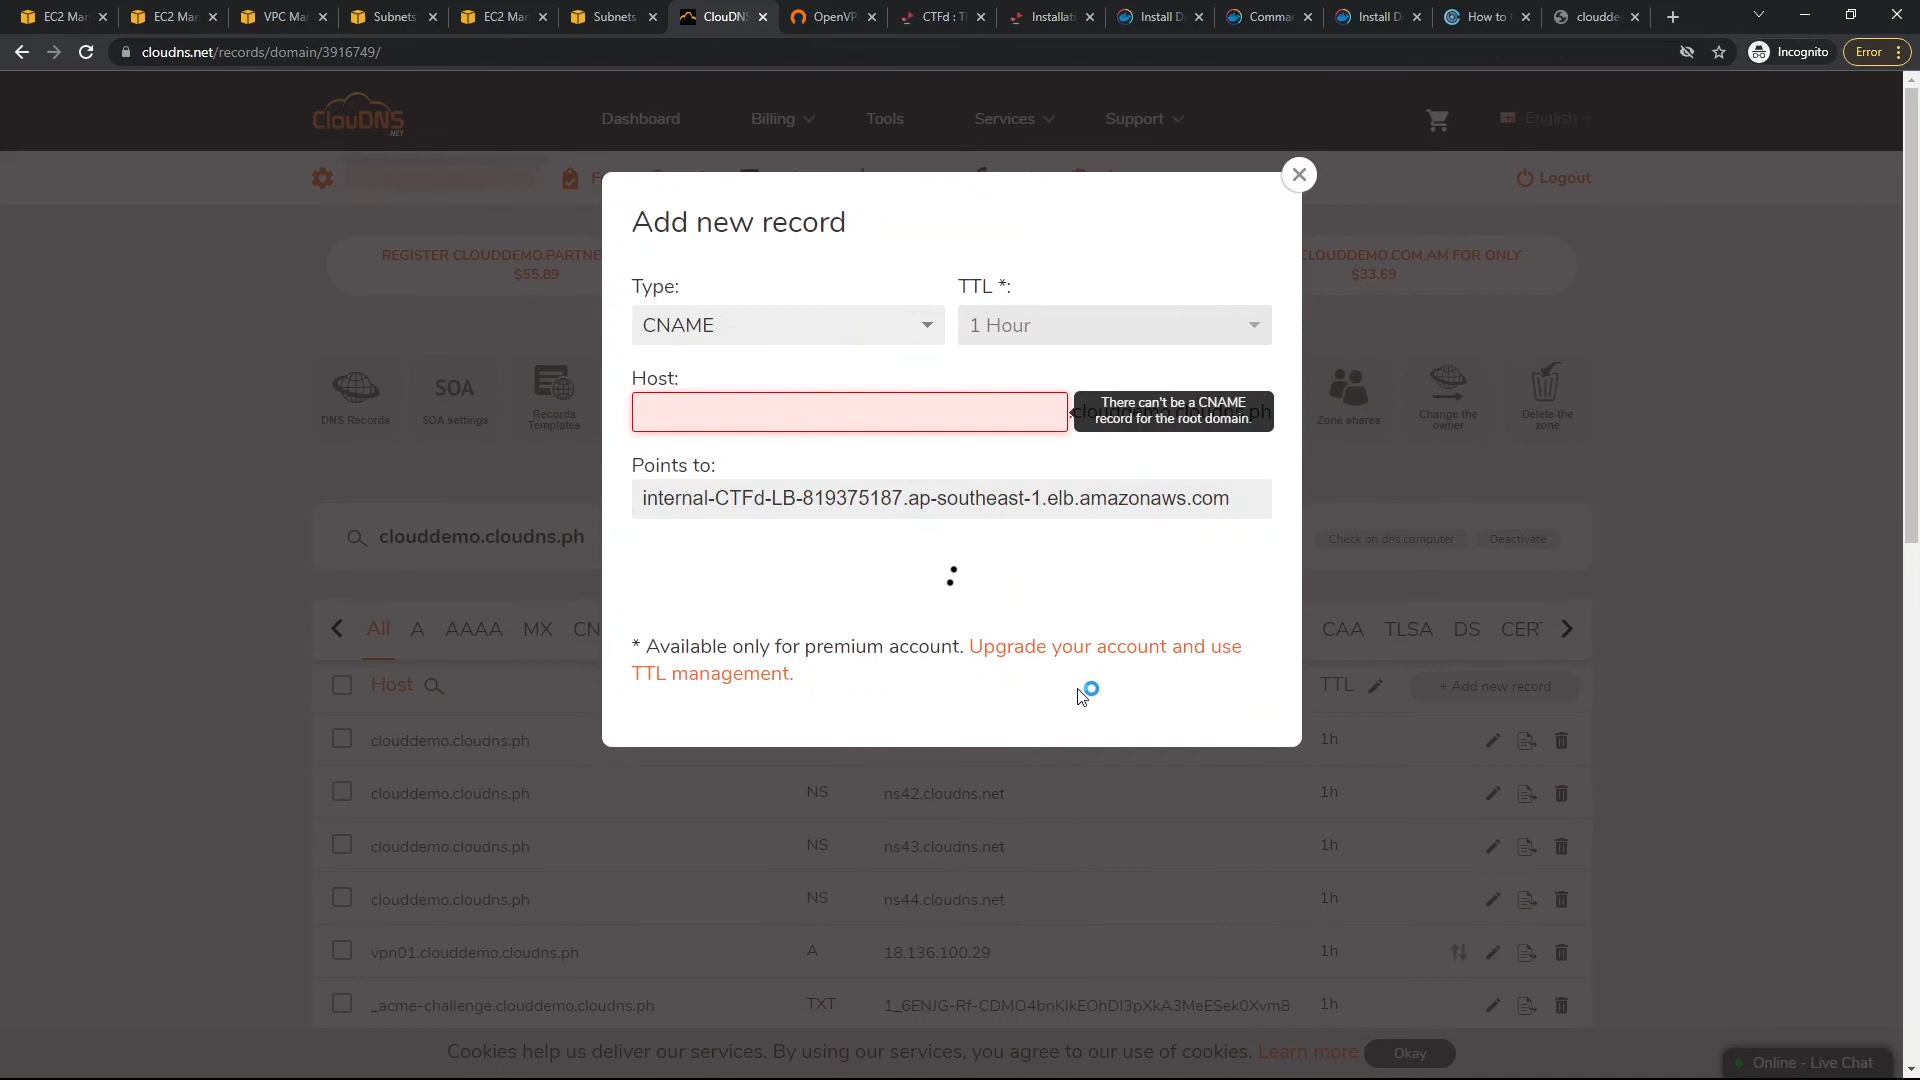 EC2 Ma
EC2 Ma
VPC Ma
Subnets
EC2 Ma
Subnets
ClouDNS
OpenVP
CTFd : T
Installati
Install D
Comma
Install D
How to
cloudde
cloudns.net/records/domain/3916749/
Incognito
Error
ClouDNS
.NET
Dashboard
Billing
Tools
Services
Support
English
Logout
Add new record
REGISTER CLOUDDEMO.PARTNE
$55.89
CLOUDDEMO.COM.AM FOR ONLY
$33.69
Type:
TTL *:
CNAME
1 Hour
Host:
There can't be a CNAME
record for the root domain.
Points to:
internal-CTFd-LB-819375187.ap-southeast-1.elb.amazonaws.com
DNS Records
SOA
SOA settings
Records
Templates
Zone shares
Change the
owner
Delete the
zone
clouddemo.cloudns.ph
Check on dns computer
Deactivate
All
A
AAAA
MX
CN
CAA
TLSA
DS
CER
* Available only for premium account. Upgrade your account and use
TTL management.
Host
TTL
+ Add new record
clouddemo.cloudns.ph
1h
clouddemo.cloudns.ph
NS
ns42.cloudns.net
1h
clouddemo.cloudns.ph
NS
ns43.cloudns.net
1h
clouddemo.cloudns.ph
NS
ns44.cloudns.net
1h
vpn01.clouddemo.cloudns.ph
A
18.136.100.29
1h
_acme-challenge.clouddemo.cloudns.ph
TXT
1_6ENJG-Rf-CDMO4bnKlkEOhDl3pXkA3MeESek0Xvm8
1h
Cookies help us deliver our services. By using our services, you agree to our use of cookies. Learn more
Okay
Online - Live Chat